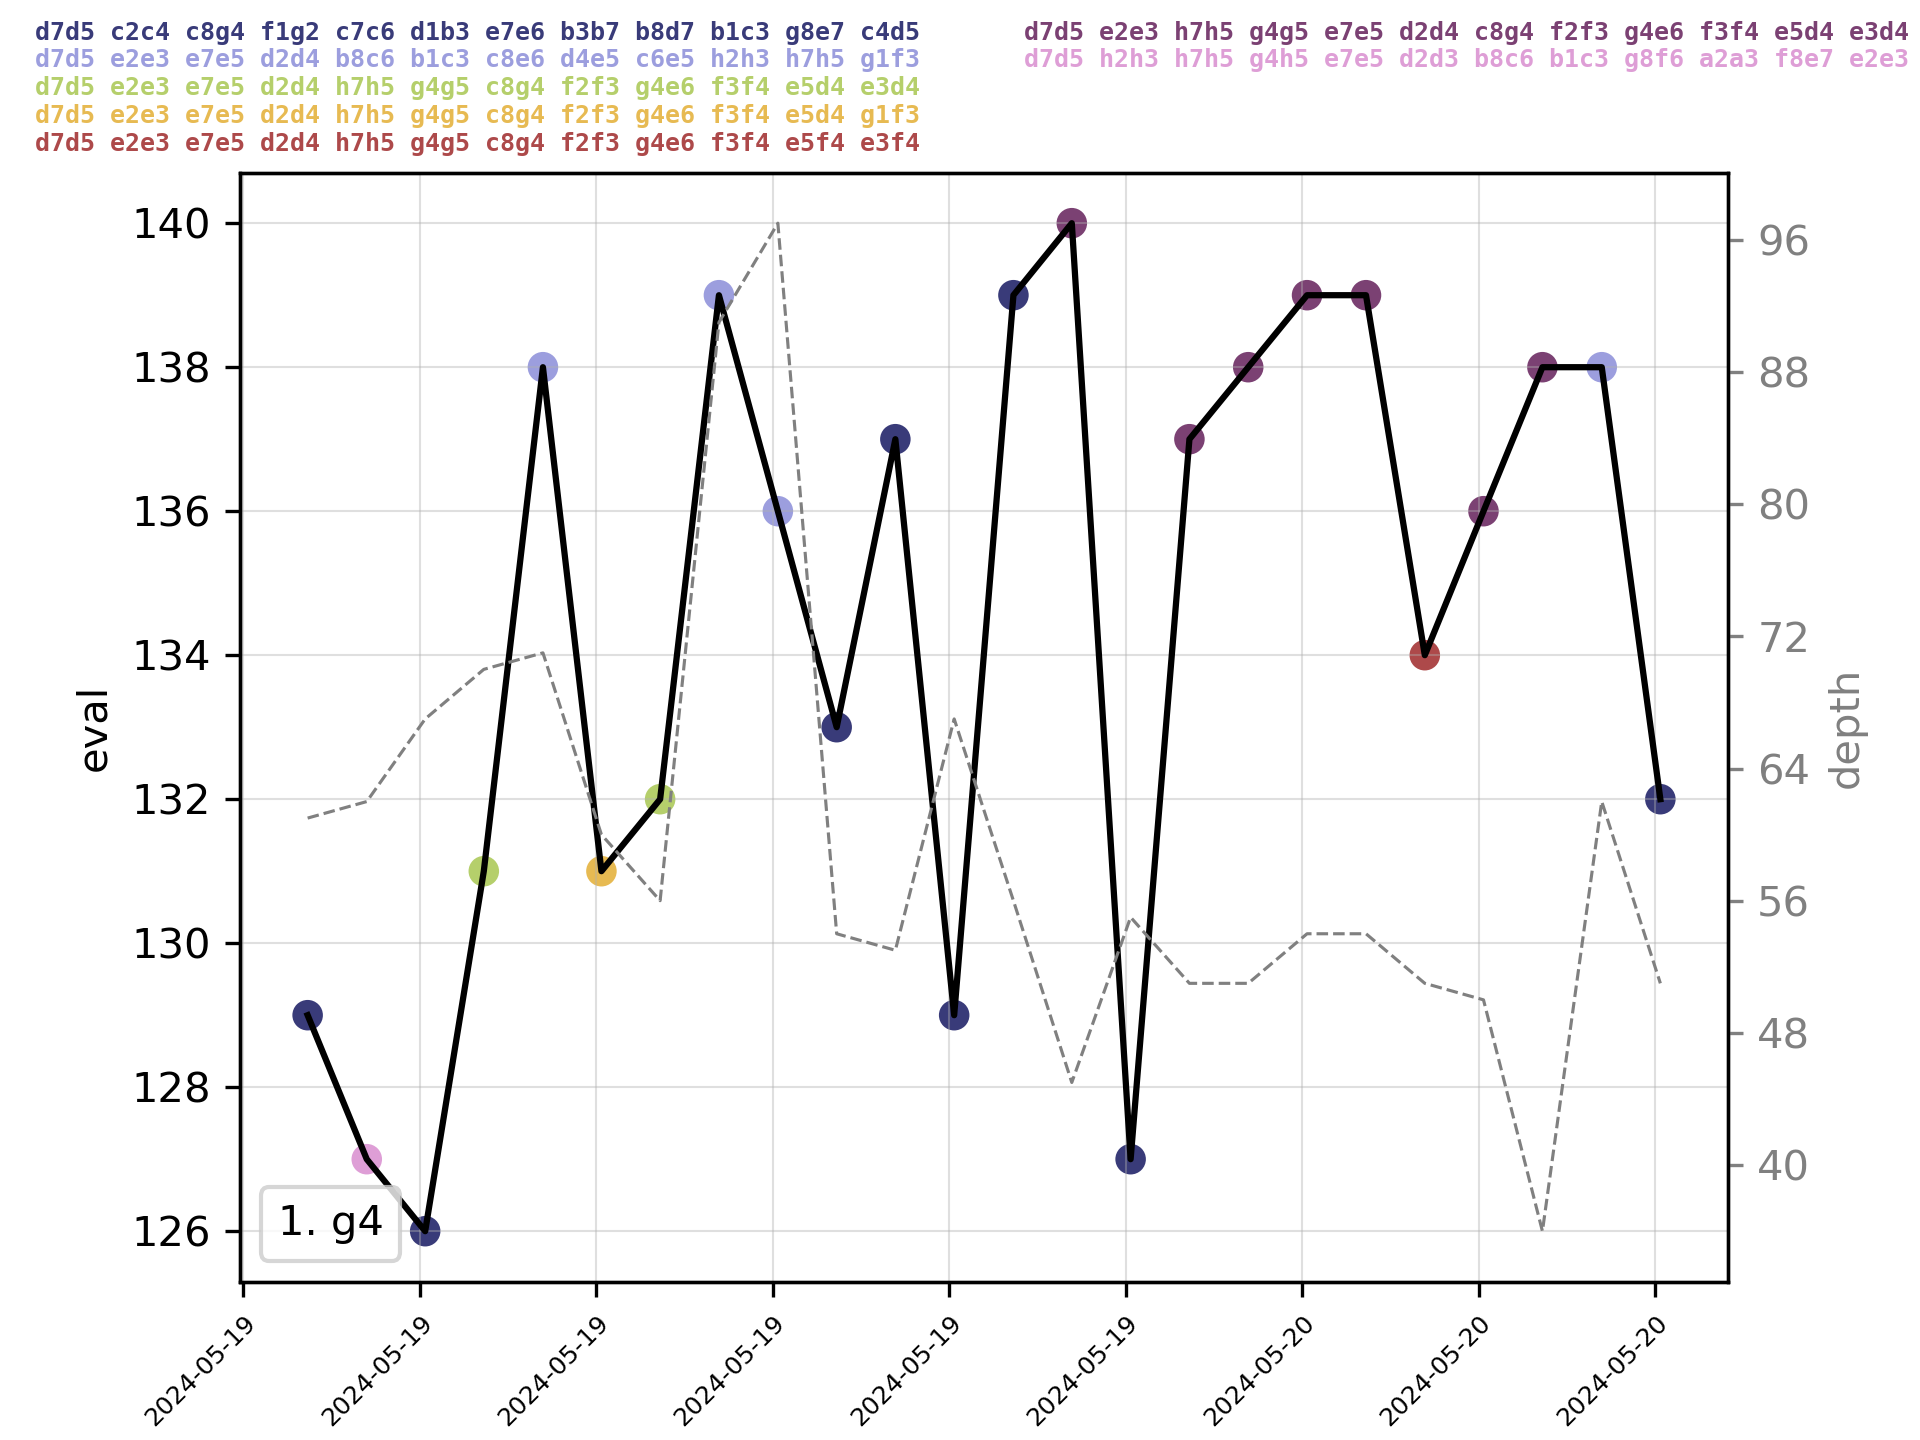 d7d5 c2c4 c8g4 f1g2 c7c6 d1b3 e7e6 b3b7 b8d7 b1c3 g8e7 c4d5
d7d5 e2e3 e7e5 d2d4 b8c6 b1c3 c8e6 d4e5 c6e5 h2h3 h7h5 g1f3
d7d5 e2e3 e7e5 d2d4 h7h5 g4g5 c8g4 f2f3 g4e6 f3f4 e5d4 e3d4
d7d5 e2e3 e7e5 d2d4 h7h5 g4g5 c8g4 f2f3 g4e6 f3f4 e5d4 g1f3
d7d5 e2e3 e7e5 d2d4 h7h5 g4g5 c8g4 f2f3 g4e6 f3f4 e5f4 e3f4
d7d5 e2e3 h7h5 g4g5 e7e5 d2d4 c8g4 f2f3 g4e6 f3f4 e5d4 e3d4
d7d5 h2h3 h7h5 g4h5 e7e5 d2d3 b8c6 b1c3 g8f6 a2a3 f8e7 e2e3
140
138
136
134
132
130
128
126
eval
96
88
80
72
64
56
48
40
depth
1. g4
2024-05-19
2024-05-19
2024-05-19
2024-05-19
2024-05-19
2024-05-19
2024-05-20
2024-05-20
2024-05-20